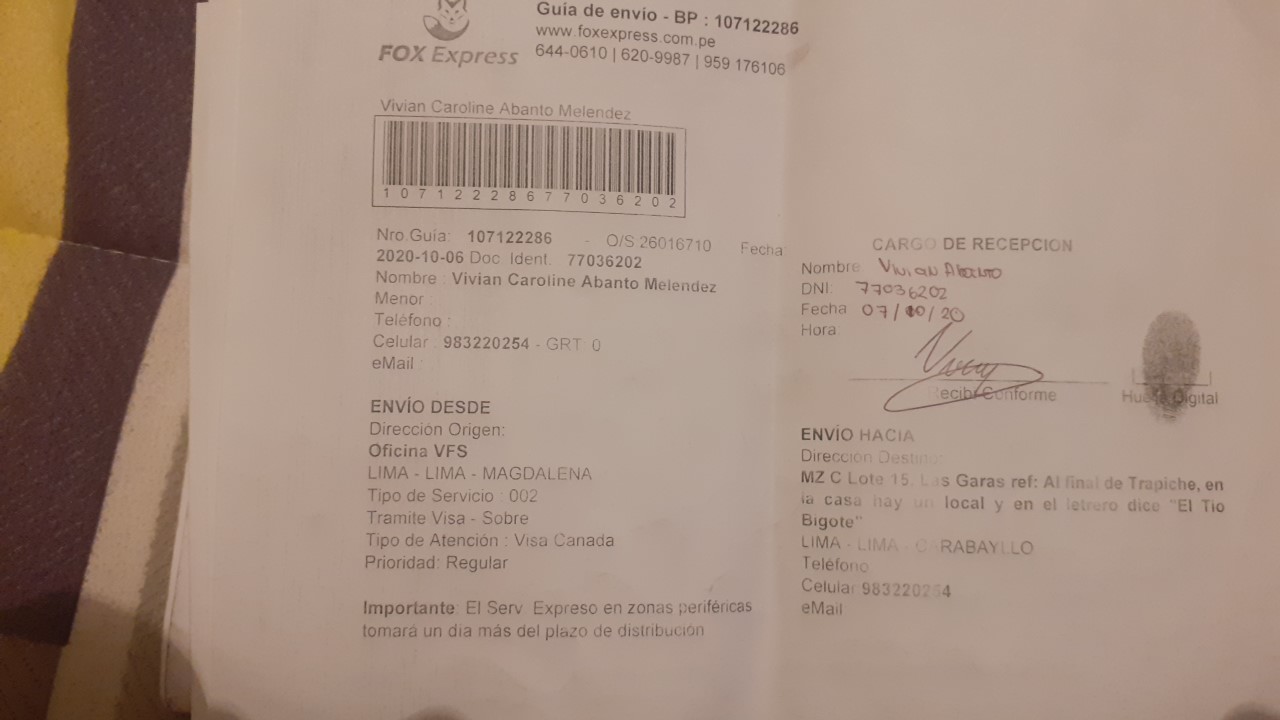 Guía de envío - BP : 107122286
www.foxexpress.com.pe
644-0610 | 620-9987 | 959 176106
FOX Express
Vivian Caroline Abanto Melendez
10712228677036202
Nro.Guía: 107122286 - O/S 26016710 Fecha:
2020-10-06 Doc. Ident. 77036202
Nombre : Vivian Caroline Abanto Melendez
Menor :
Teléfono :
Celular : 983220254 - GRT 0
eMail :
ENVÍO DESDE
Dirección Origen:
Oficina VFS
LIMA - LIMA - MAGDALENA
Tipo de Servicio : 002
Tramite Visa - Sobre
Tipo de Atención : Visa Canada
Prioridad: Regular
Importante: El Serv. Expreso en zonas periféricas
tomará un día más del plazo de distribución
CARGO DE RECEPCION
Nombre: Vivian Abanto
DNI: 77036202
Fecha 07/10/20
Hora:
Recibí Conforme
Huella Digital
ENVÍO HACIA
Dirección Destino:
MZ C Lote 15. Las Garas ref: Al final de Trapiche, en
la casa hay un local y en el letrero dice "El Tio
Bigote"
LIMA - LIMA - CARABAYLLO
Teléfono
Celular 983220254
eMail